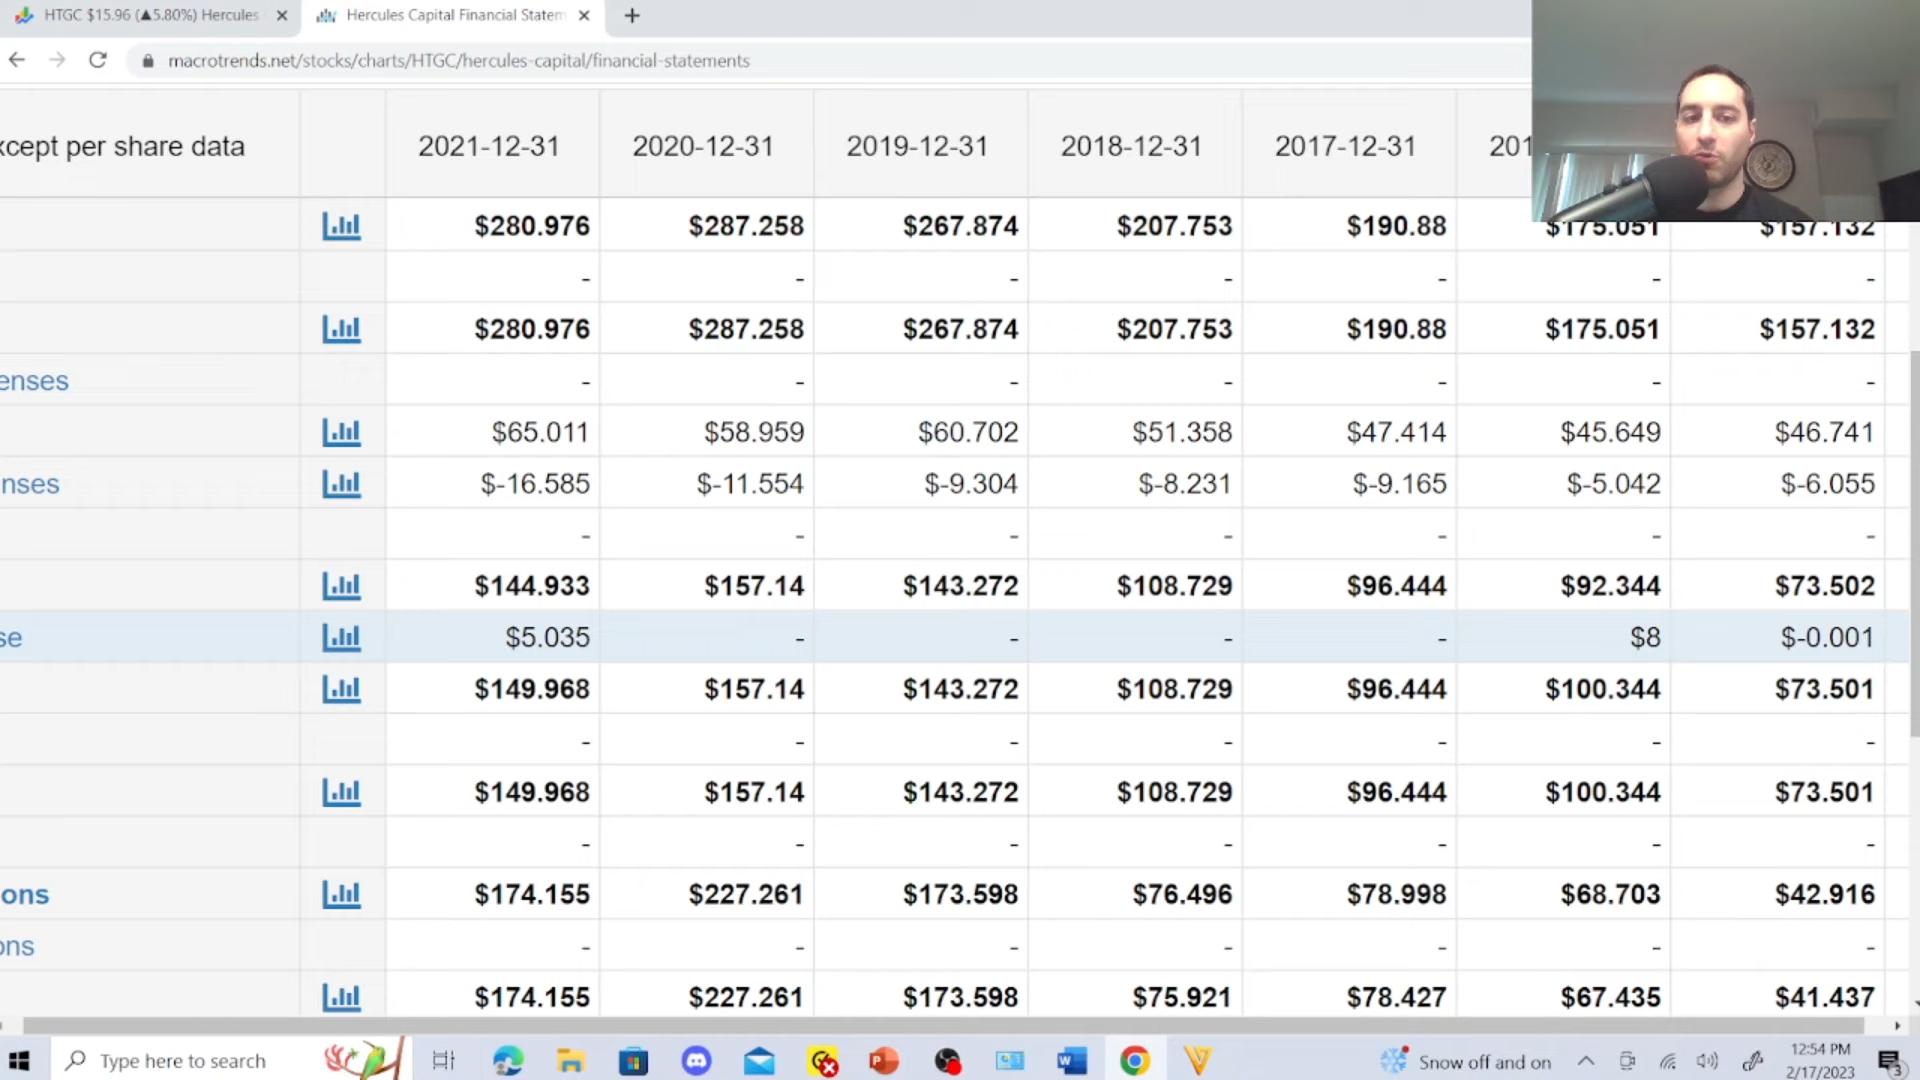 HTGC $15.96 (▲5.80%) Hercules
Hercules Capital Financial Statem
macrotrends.net/stocks/charts/HTGC/hercules-capital/financial-statements
xcept per share data 2021-12-31 2020-12-31 2019-12-31 2018-12-31 2017-12-31 201
$280.976 $287.258 $267.874 $207.753 $190.88 $175.051 $157.132
- - - - - - -
$280.976 $287.258 $267.874 $207.753 $190.88 $175.051 $157.132
enses - - - - - - -
$65.011 $58.959 $60.702 $51.358 $47.414 $45.649 $46.741
nses $-16.585 $-11.554 $-9.304 $-8.231 $-9.165 $-5.042 $-6.055
- - - - - - -
$144.933 $157.14 $143.272 $108.729 $96.444 $92.344 $73.502
se $5.035 - - - - $8 $-0.001
$149.968 $157.14 $143.272 $108.729 $96.444 $100.344 $73.501
- - - - - - -
$149.968 $157.14 $143.272 $108.729 $96.444 $100.344 $73.501
- - - - - - -
ons $174.155 $227.261 $173.598 $76.496 $78.998 $68.703 $42.916
ons - - - - - - -
$174.155 $227.261 $173.598 $75.921 $78.427 $67.435 $41.437
Type here to search
Snow off and on
12:54 PM
2/17/2023
3